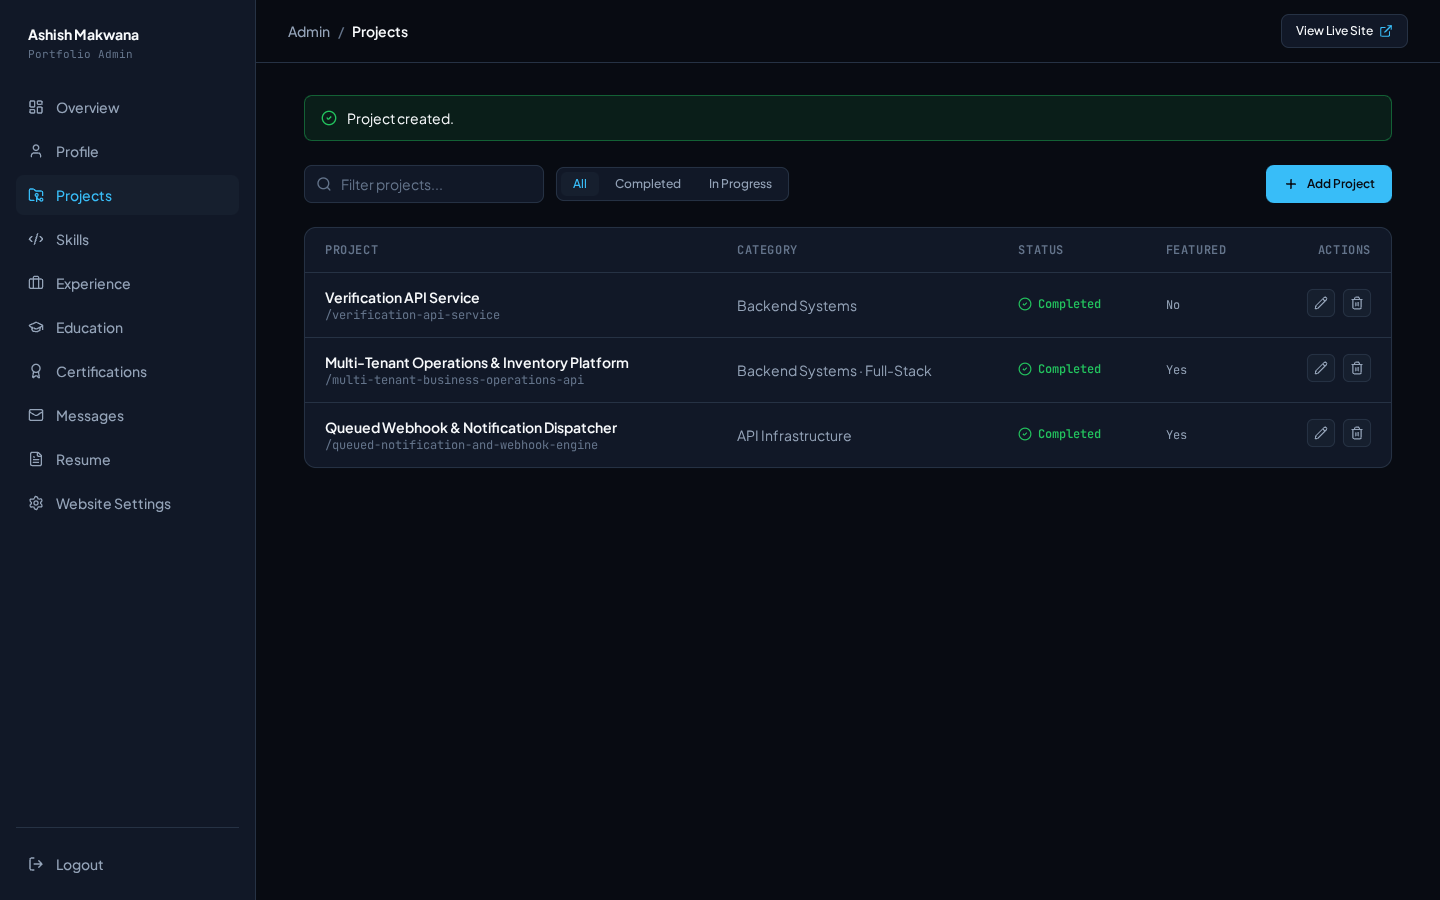 Ashish Makwana
Portfolio Admin
Overview
Profile
Projects
Skills
Experience
Education
Certifications
Messages
Resume
Website Settings
Logout
Admin / Projects
View Live Site
Project created.
Filter projects...
All Completed In Progress
Add Project
PROJECT CATEGORY STATUS FEATURED ACTIONS
Verification API Service
/verification-api-service
Backend Systems
Completed
No
Multi-Tenant Operations & Inventory Platform
/multi-tenant-business-operations-api
Backend Systems · Full-Stack
Completed
Yes
Queued Webhook & Notification Dispatcher
/queued-notification-and-webhook-engine
API Infrastructure
Completed
Yes